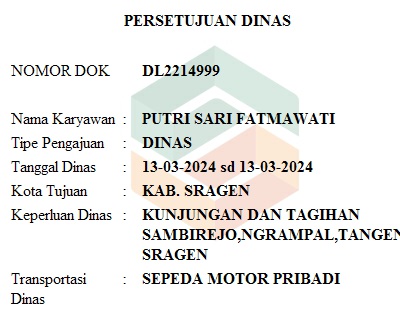 PERSETUJUAN DINAS
NOMOR DOK DL2214999
Nama Karyawan : PUTRI SARI FATMAWATI
Tipe Pengajuan : DINAS
Tanggal Dinas : 13-03-2024 sd 13-03-2024
Kota Tujuan : KAB. SRAGEN
Keperluan Dinas : KUNJUNGAN DAN TAGIHAN
SAMBIREJO,NGRAMPAL,TANGEN
SRAGEN
Transportasi : SEPEDA MOTOR PRIBADI
Dinas